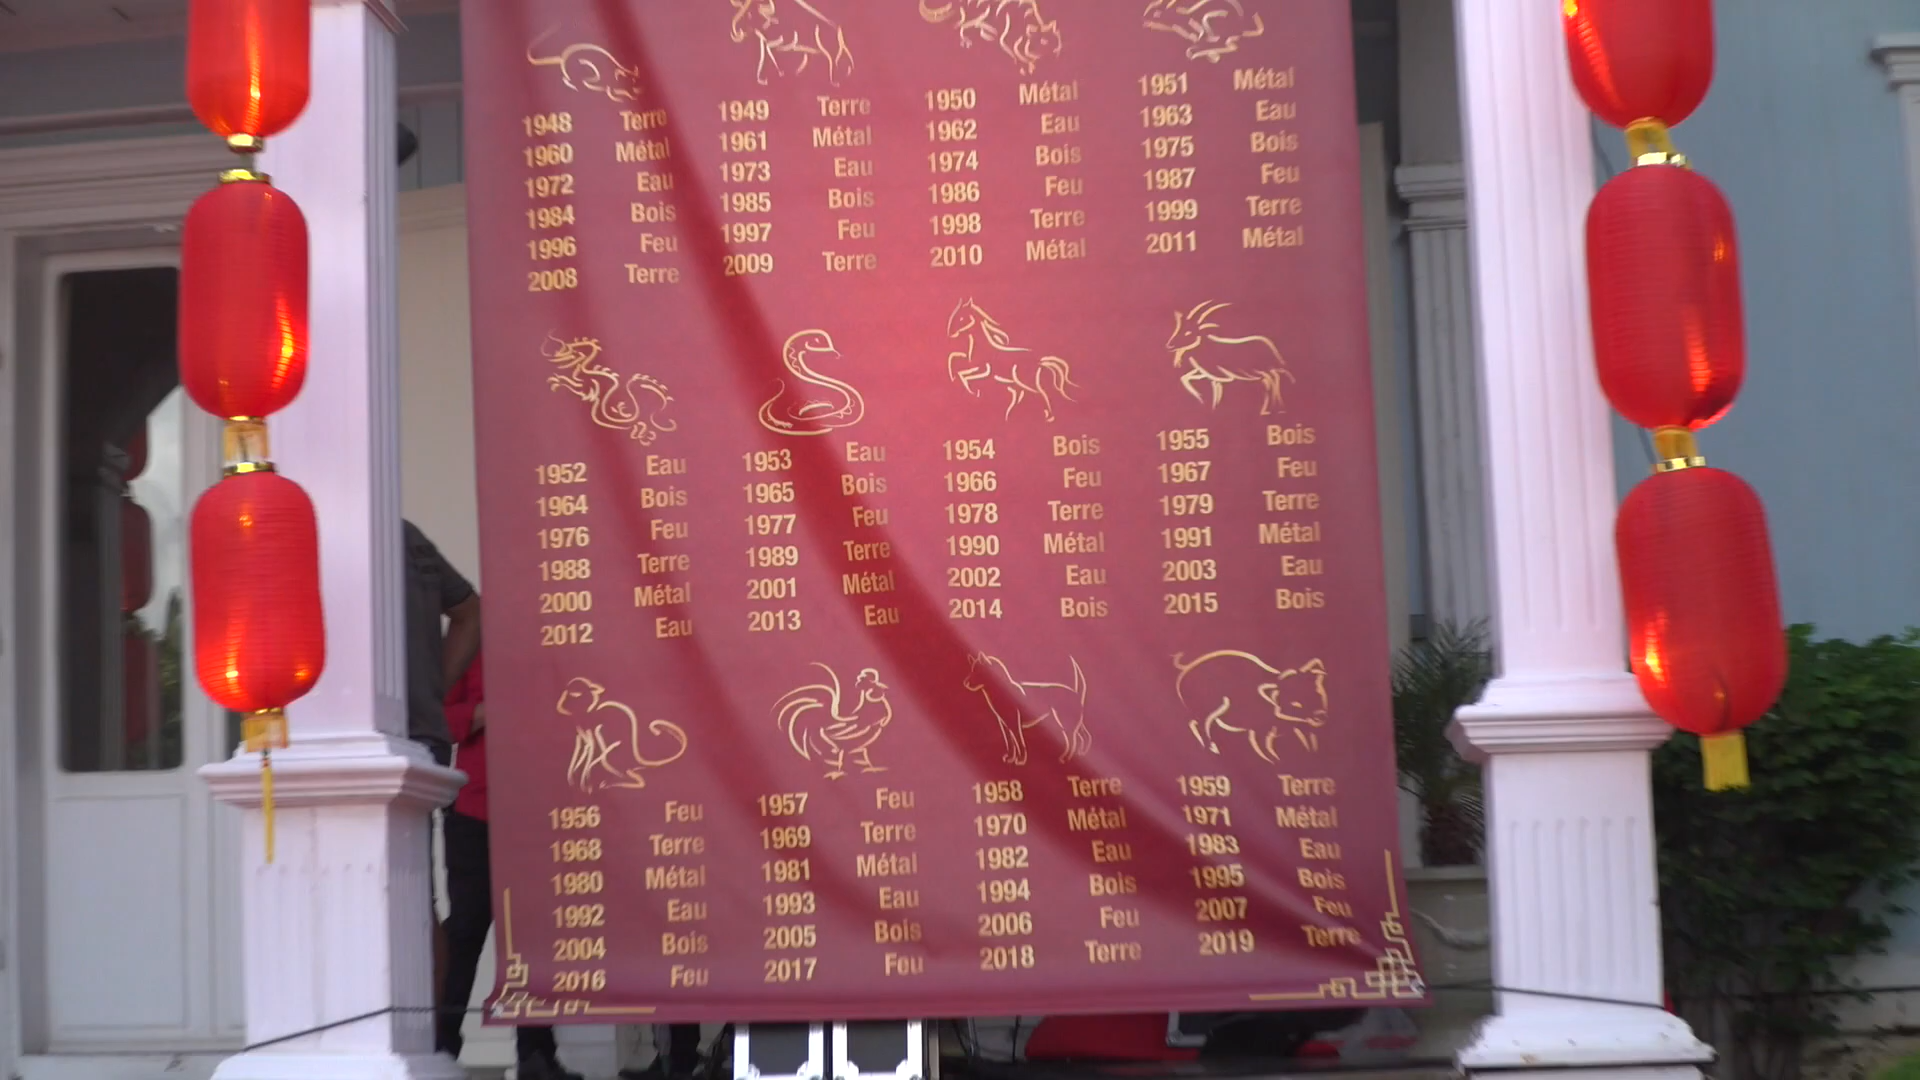 1948 Terre
1960 Métal
1972 Eau
1984 Bois
1996 Feu
2008 Terre
1949 Terre
1961 Métal
1973 Eau
1985 Bois
1997 Feu
2009 Terre
1950 Métal
1962 Eau
1974 Bois
1986 Feu
1998 Terre
2010 Métal
1951 Métal
1963 Eau
1975 Bois
1987 Feu
1999 Terre
2011 Métal
1952 Eau
1964 Bois
1976 Feu
1988 Terre
2000 Métal
2012 Eau
1953 Eau
1965 Bois
1977 Feu
1989 Terre
2001 Métal
2013 Eau
1954 Bois
1966 Feu
1978 Terre
1990 Métal
2002 Eau
2014 Bois
1955 Bois
1967 Feu
1979 Terre
1991 Métal
2003 Eau
2015 Bois
1956 Feu
1968 Terre
1980 Métal
1992 Eau
2004 Bois
2016 Feu
1957 Feu
1969 Terre
1981 Métal
1993 Eau
2005 Bois
2017 Feu
1958 Terre
1970 Métal
1982 Eau
1994 Bois
2006 Feu
2018 Terre
1959 Terre
1971 Métal
1983 Eau
1995 Bois
2007 Feu
2019 Terre